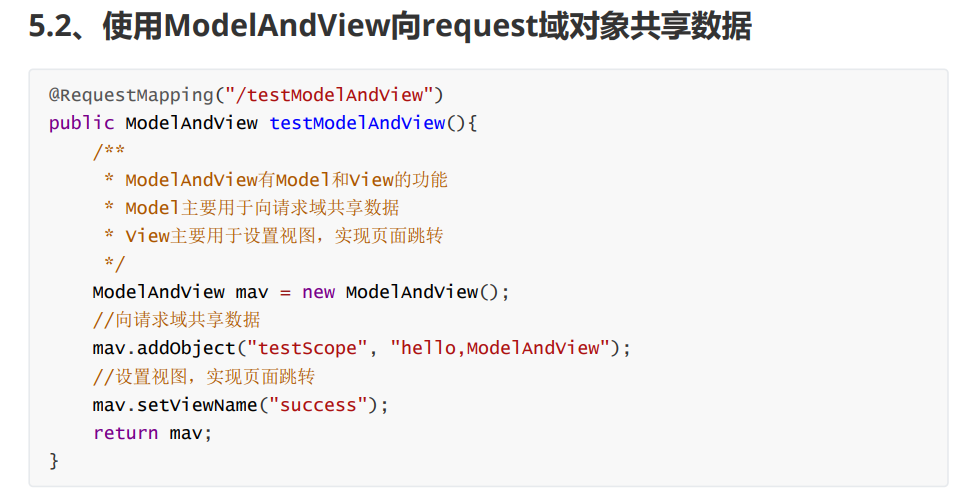 5.2、使用ModelAndView向request域对象共享数据
@RequestMapping("/testModelAndView")
public ModelAndView testModelAndView(){
    /**
     * ModelAndView有Model和View的功能
     * Model主要用于向请求域共享数据
     * View主要用于设置视图，实现页面跳转
     */
    ModelAndView mav = new ModelAndView();
    //向请求域共享数据
    mav.addObject("testScope", "hello,ModelAndView");
    //设置视图，实现页面跳转
    mav.setViewName("success");
    return mav;
}